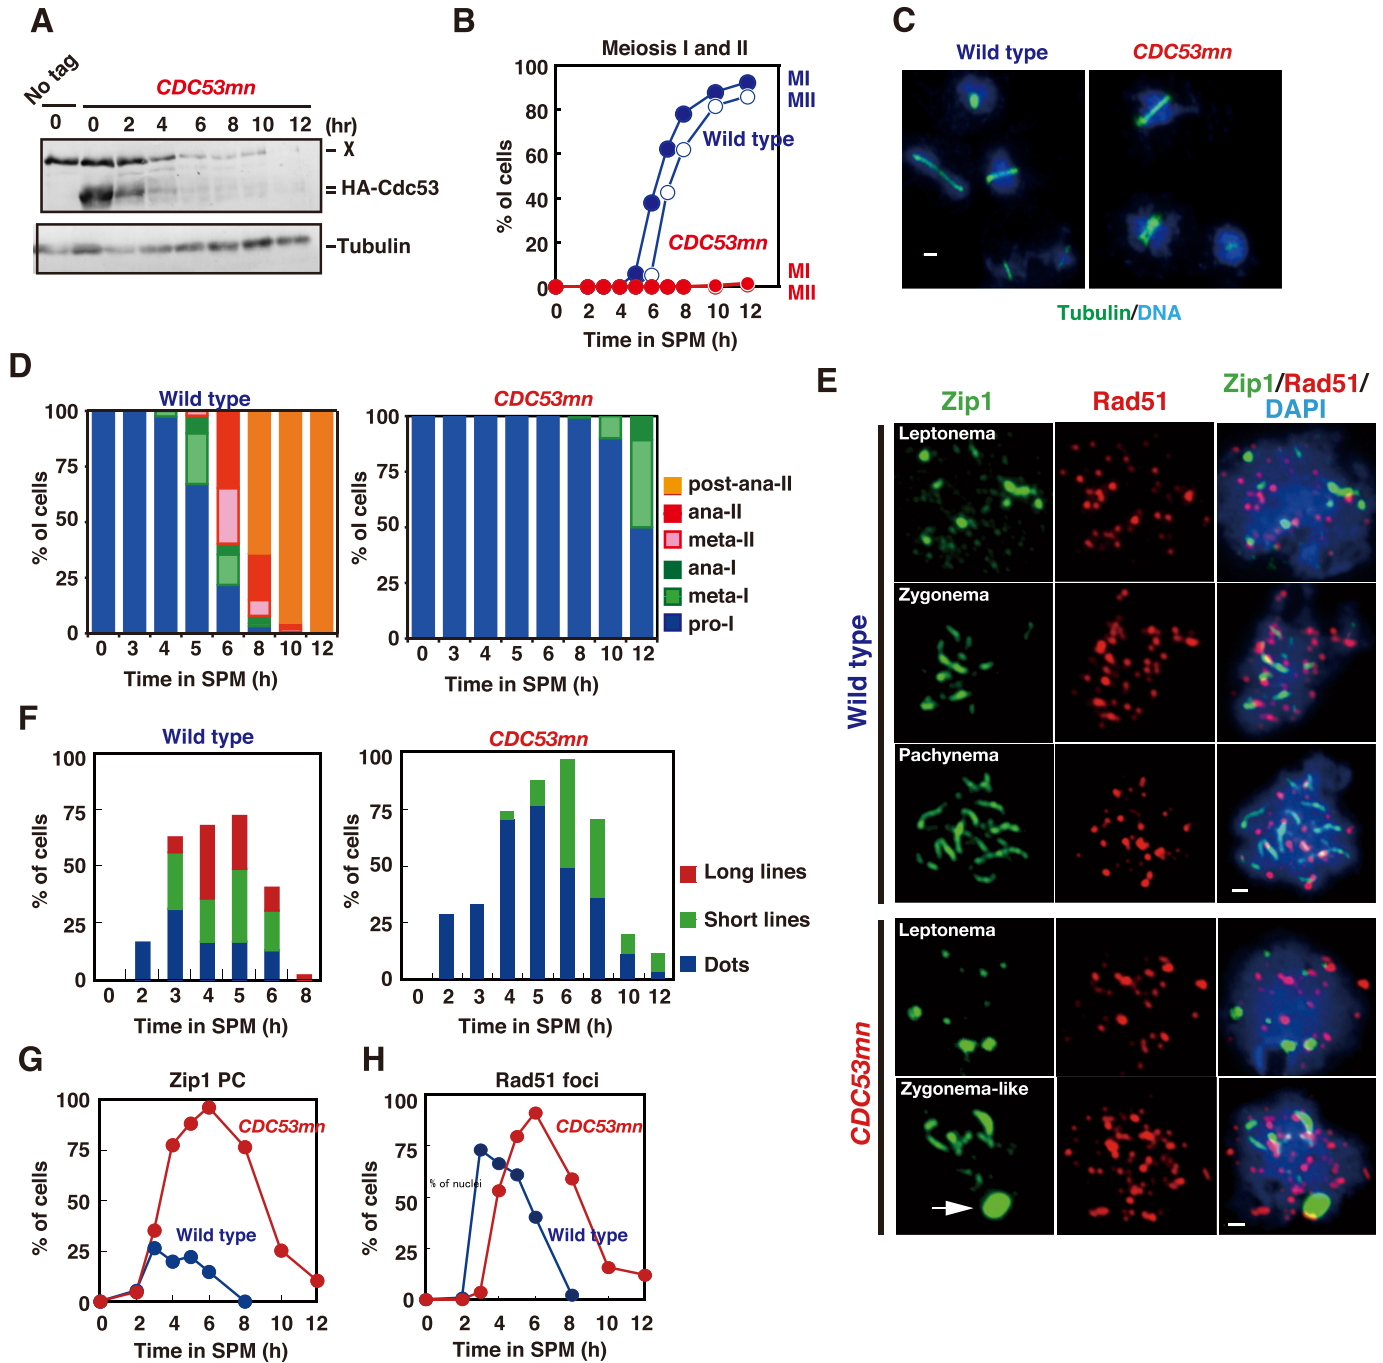 A
No tag
CDC53mn
0 0 2 4 6 8 10 12 (hr)
X
HA-Cdc53
Tubulin
B
Meiosis I and II
% ol cells
100
80
60
40
20
0
MI
MII
Wild type
CDC53mn
MI
MII
0 2 4 6 8 10 12
Time in SPM (h)
C
Wild type
CDC53mn
Tubulin/DNA
D
Wild type
% ol cells
100
75
50
25
0
0 3 4 5 6 8 10 12
Time in SPM (h)
CDC53mn
% ol cells
100
75
50
25
0
0 3 4 5 6 8 10 12
Time in SPM (h)
post-ana-II
ana-II
meta-II
ana-I
meta-I
pro-I
E
Zip1
Rad51
Zip1/Rad51/
DAPI
Wild type
Leptonema
Zygonema
Pachynema
CDC53mn
Leptonema
Zygonema-like
F
Wild type
% of cells
100
75
50
25
0
0 2 3 4 5 6 8
Time in SPM (h)
CDC53mn
% of cells
100
75
50
25
0
0 2 3 4 5 6 8 10 12
Time in SPM (h)
Long lines
Short lines
Dots
G
Zip1 PC
% of cells
100
75
50
25
0
CDC53mn
Wild type
0 2 4 6 8 10 12
Time in SPM (h)
H
Rad51 foci
% of cells
100
75
50
25
0
% of nuclei
CDC53mn
Wild type
0 2 4 6 8 10 12
Time in SPM (h)